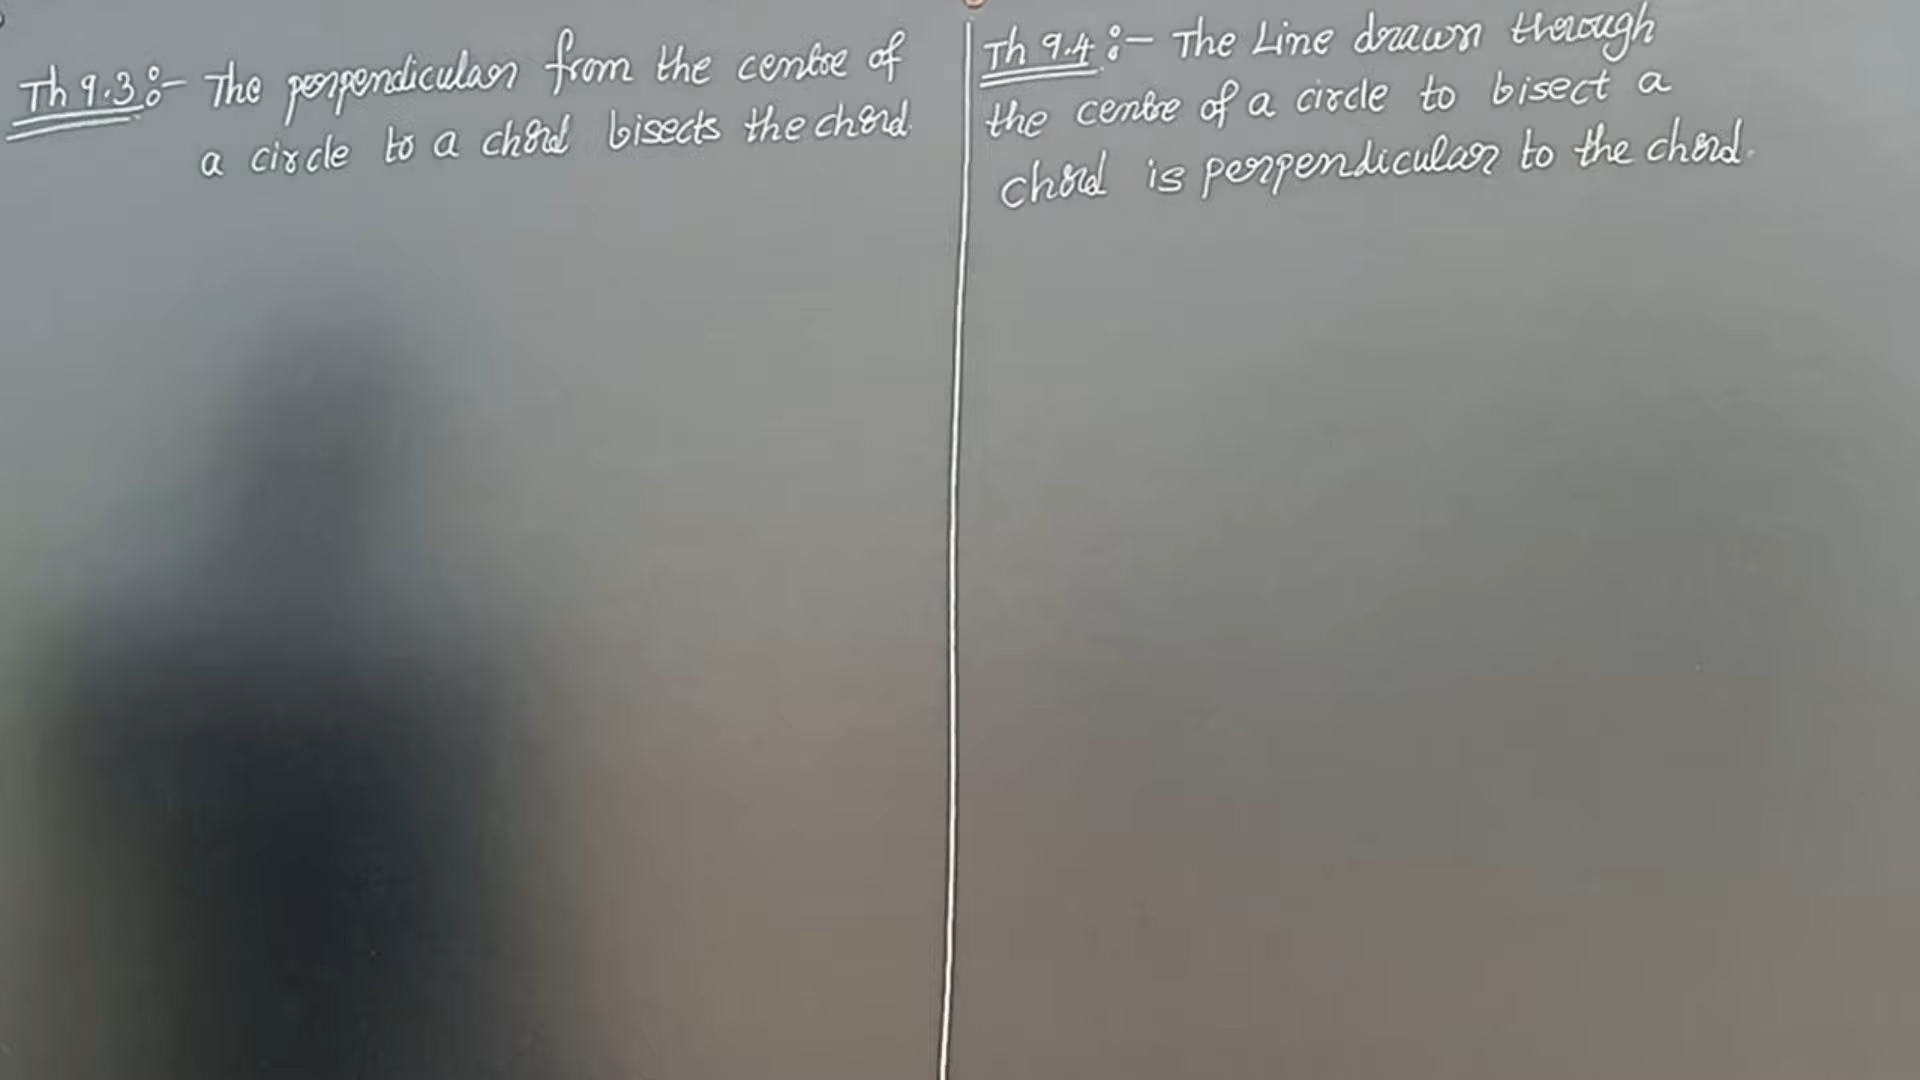 Th 9.3 :- The perpendicular from the centre of
a circle to a chord bisects the chord.
Th 9.4 :- The Line drawn through
the centre of a circle to bisect a
chord is perpendicular to the chord.